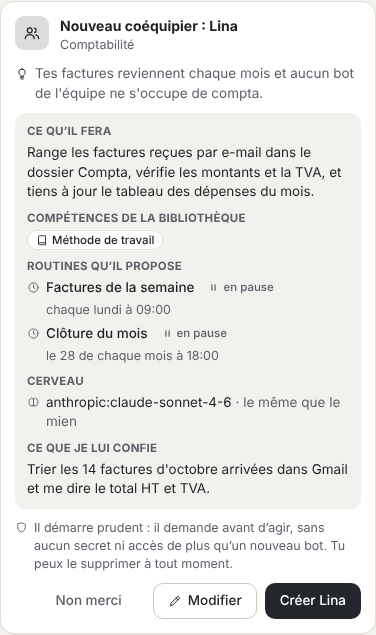 Nouveau coéquipier : Lina
Comptabilité
Tes factures reviennent chaque mois et aucun bot
de l'équipe ne s'occupe de compta.
CE QU'IL FERA
Range les factures reçues par e-mail dans le
dossier Compta, vérifie les montants et la TVA, et
tiens à jour le tableau des dépenses du mois.
COMPÉTENCES DE LA BIBLIOTHÈQUE
Méthode de travail
ROUTINES QU'IL PROPOSE
Factures de la semaine en pause
chaque lundi à 09:00
Clôture du mois en pause
le 28 de chaque mois à 18:00
CERVEAU
anthropic:claude-sonnet-4-6 · le même que le
mien
CE QUE JE LUI CONFIE
Trier les 14 factures d'octobre arrivées dans Gmail
et me dire le total HT et TVA.
Il démarre prudent : il demande avant d'agir, sans
aucun secret ni accès de plus qu'un nouveau bot. Tu
peux le supprimer à tout moment.
Non merci Modifier Créer Lina